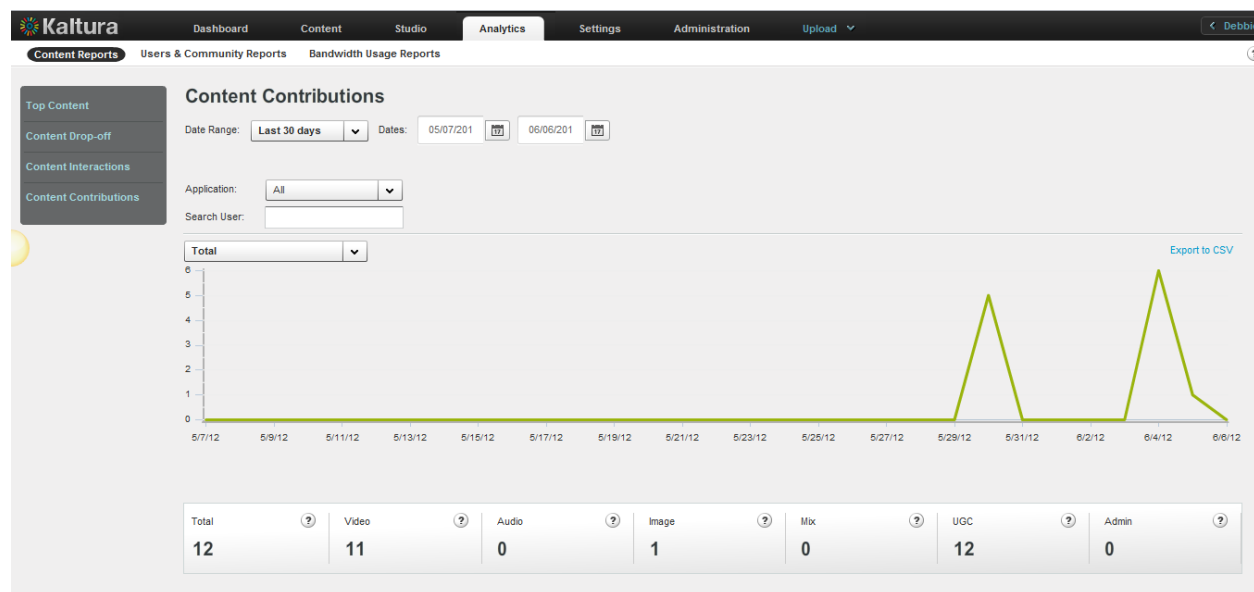 Kaltura Dashboard Content Studio Analytics Settings Administration Upload Debbi
Content Reports Users & Community Reports Bandwidth Usage Reports ?
Top Content
Content Drop-off
Content Interactions
Content Contributions
Content Contributions
Date Range: Last 30 days Dates: 05/07/201 17 06/06/201 17
Application: All
Search User:
Total Export to CSV
6
5
4
3
2
1
0
5/7/12 5/9/12 5/11/12 5/13/12 5/15/12 5/17/12 5/19/12 5/21/12 5/23/12 5/25/12 5/27/12 5/29/12 5/31/12 6/2/12 6/4/12 6/6/12
Total ? Video ? Audio ? Image ? Mix ? UGC ? Admin ?
12 11 0 1 0 12 0